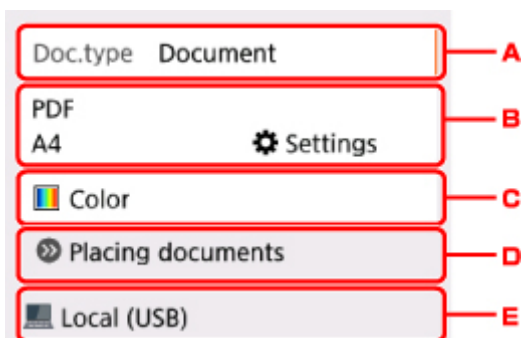 Doc.type Document A
PDF
B
A4 Settings
Color C
Placing documents D
Local (USB) E